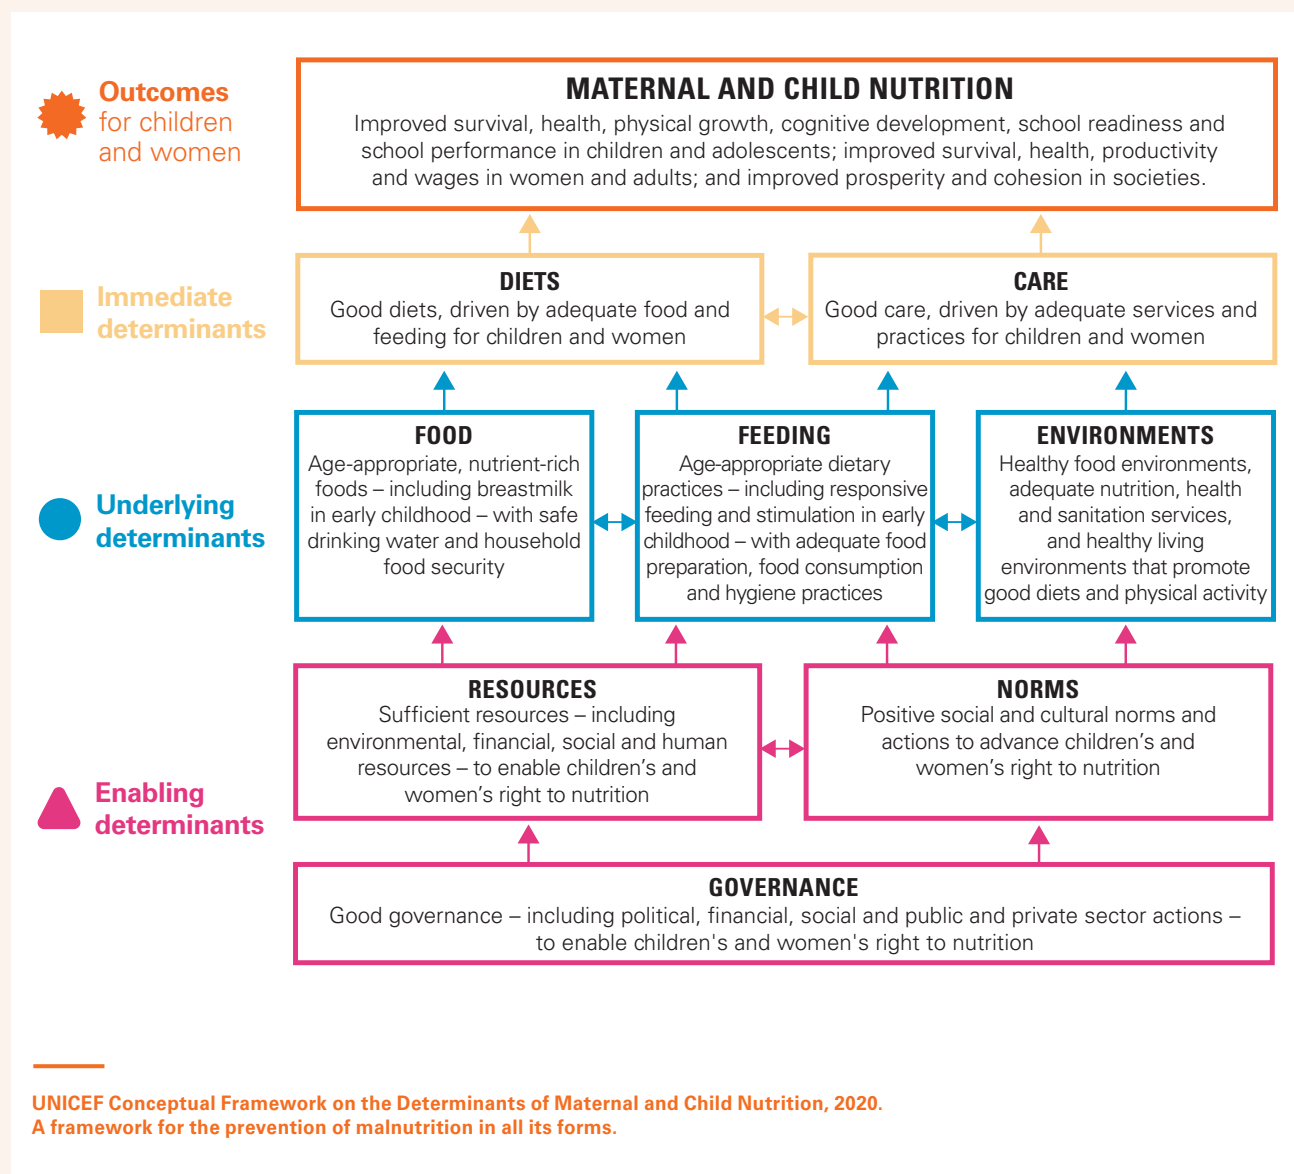 Outcomes
for children
and women
MATERNAL AND CHILD NUTRITION
Improved survival, health, physical growth, cognitive development, school readiness and
school performance in children and adolescents; improved survival, health, productivity
and wages in women and adults; and improved prosperity and cohesion in societies.
Immediate
determinants
DIETS
Good diets, driven by adequate food and
feeding for children and women
CARE
Good care, driven by adequate services and
practices for children and women
Underlying
determinants
FOOD
Age-appropriate, nutrient-rich
foods – including breastmilk
in early childhood – with safe
drinking water and household
food security
FEEDING
Age-appropriate dietary
practices – including responsive
feeding and stimulation in early
childhood – with adequate food
preparation, food consumption
and hygiene practices
ENVIRONMENTS
Healthy food environments,
adequate nutrition, health
and sanitation services,
and healthy living
environments that promote
good diets and physical activity
Enabling
determinants
RESOURCES
Sufficient resources – including
environmental, financial, social and human
resources – to enable children’s and
women’s right to nutrition
NORMS
Positive social and cultural norms and
actions to advance children’s and
women’s right to nutrition
GOVERNANCE
Good governance – including political, financial, social and public and private sector actions –
to enable children's and women's right to nutrition
UNICEF Conceptual Framework on the Determinants of Maternal and Child Nutrition, 2020.
A framework for the prevention of malnutrition in all its forms.